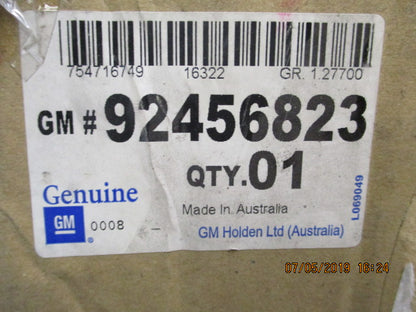 754716749 16322 GR. 1.27700
GM # 92456823
QTY.01
Genuine
GM
®
0008 –
Made In Australia
GM Holden Ltd (Australia)
L069049
07/05/2019 16:24